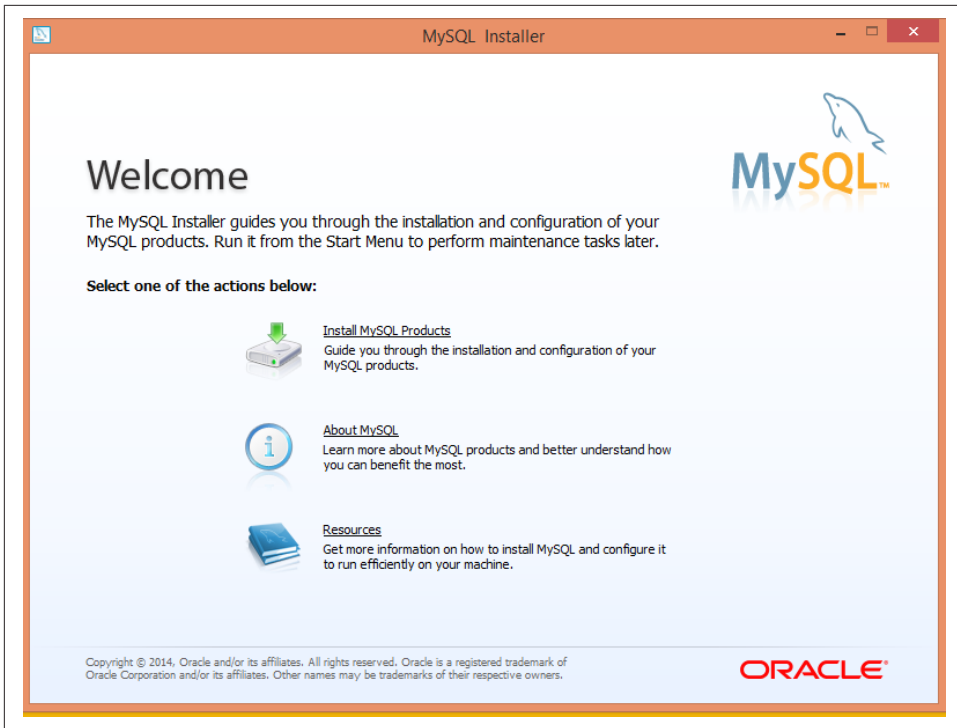 MySQL Installer
MySQL™
Welcome
The MySQL Installer guides you through the installation and configuration of your
MySQL products. Run it from the Start Menu to perform maintenance tasks later.
Select one of the actions below:
Install MySQL Products
Guide you through the installation and configuration of your
MySQL products.
About MySQL
Learn more about MySQL products and better understand how
you can benefit the most.
Resources
Get more information on how to install MySQL and configure it
to run efficiently on your machine.
Copyright © 2014, Oracle and/or its affiliates. All rights reserved. Oracle is a registered trademark of
Oracle Corporation and/or its affiliates. Other names may be trademarks of their respective owners.
ORACLE®